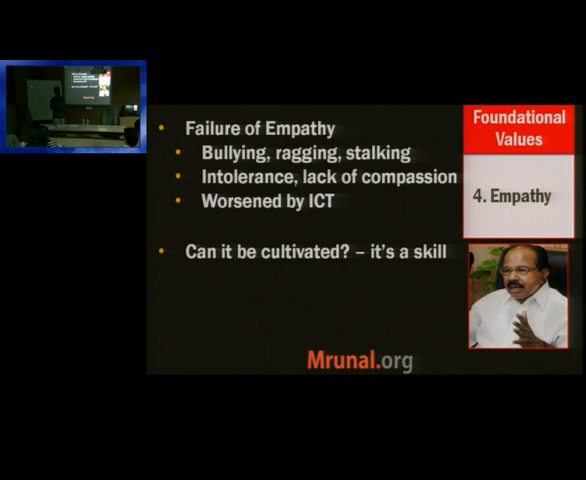 • Failure of Empathy
• Bullying, ragging, stalking
• Intolerance, lack of compassion
• Worsened by ICT
• Can it be cultivated? – it's a skill
Foundational
Values
4. Empathy
Mrunal.org